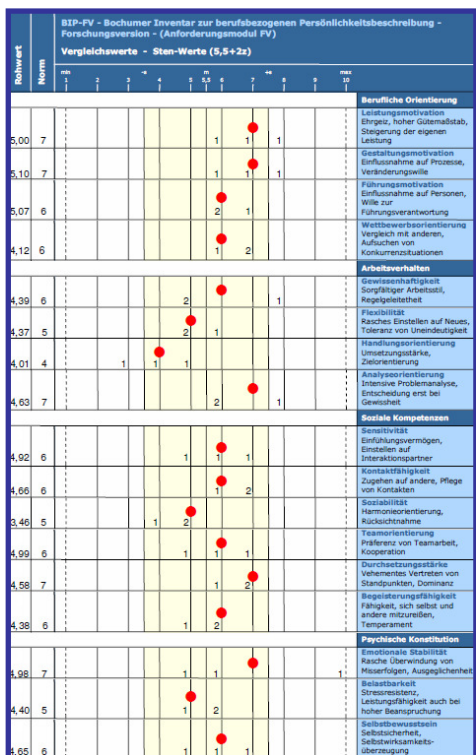 BIP-FV - Bochumer Inventar zur berufsbezogenen Persönlichkeitsbeschreibung -
Forschungsversion - (Anforderungsmodul FV)
Vergleichswerte - Sten-Werte (5,5+2z)
Rohwert Norm
min -s m +s max
1 2 3 4 5 5,5 6 7 8 9 10
Berufliche Orientierung
Leistungsmotivation
Ehrgeiz, hoher Gütemaßstab,
Steigerung der eigenen
Leistung
5,00 7 1 1 1
Gestaltungsmotivation
Einflussnahme auf Prozesse,
Veränderungswille
5,10 7 1 1 1
Führungsmotivation
Einflussnahme auf Personen,
Wille zur
Führungsverantwortung
5,07 6 2 1
Wettbewerbsorientierung
Vergleich mit anderen,
Aufsuchen von
Konkurrenzsituationen
4,12 6 1 2
Arbeitsverhalten
Gewissenhaftigkeit
Sorgfältiger Arbeitsstil,
Regelgeleitetheit
4,39 6 2 1
Flexibilität
Rasches Einstellen auf Neues,
Toleranz von Uneindeutigkeit
4,37 5 2 1
Handlungsorientierung
Umsetzungsstärke,
Zielorientierung
4,01 4 1 1 1
Analyseorientierung
Intensive Problemanalyse,
Entscheidung erst bei
Gewissheit
4,63 7 2 1
Soziale Kompetenzen
Sensitivität
Einfühlungsvermögen,
Einstellen auf
Interaktionspartner
4,92 6 1 1 1
Kontaktfähigkeit
Zugehen auf andere, Pflege
von Kontakten
4,66 6 1 2
Soziabilität
Harmonieorientierung,
Rücksichtnahme
3,46 5 1 2
Teamorientierung
Präferenz von Teamarbeit,
Kooperation
4,99 6 1 1 1
Durchsetzungsstärke
Vehementes Vertreten von
Standpunkten, Dominanz
4,58 7 1 2
Begeisterungsfähigkeit
Fähigkeit, sich selbst und
andere mitzureißen,
Temperament
4,38 6 1 2
Psychische Konstitution
Emotionale Stabilität
Rasche Überwindung von
Misserfolgen, Ausgeglichenheit
4,98 7 1 1 1
Belastbarkeit
Stressresistenz,
Leistungsfähigkeit auch bei
hoher Beanspruchung
4,40 5 1 2
Selbstbewusstsein
Selbstsicherheit,
Selbstwirksamkeits-
überzeugung
4,65 6 1 1 1